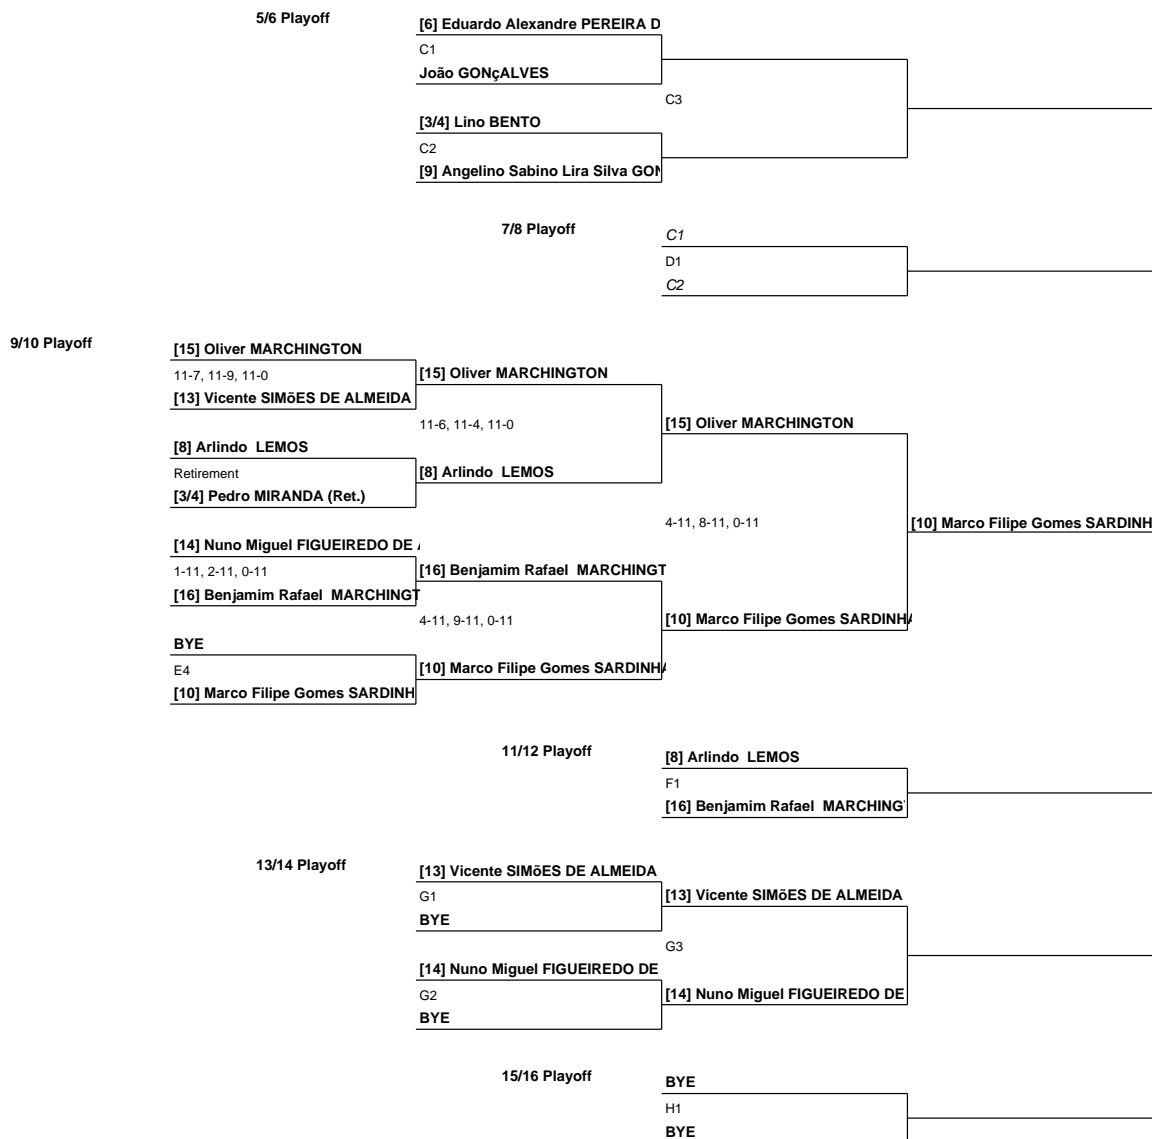 5/6 Playoff
[6] Eduardo Alexandre PEREIRA D
C1
João GONçALVES
C3
[3/4] Lino BENTO
C2
[9] Angelino Sabino Lira Silva GON
7/8 Playoff
C1
D1
C2
9/10 Playoff
[15] Oliver MARCHINGTON
11-7, 11-9, 11-0
[15] Oliver MARCHINGTON
[13] Vicente SIMõES DE ALMEIDA
11-6, 11-4, 11-0
[15] Oliver MARCHINGTON
[8] Arlindo LEMOS
Retirement
[8] Arlindo LEMOS
[3/4] Pedro MIRANDA (Ret.)
4-11, 8-11, 0-11
[10] Marco Filipe Gomes SARDINH
[14] Nuno Miguel FIGUEIREDO DE
1-11, 2-11, 0-11
[16] Benjamim Rafael MARCHINGT
[16] Benjamim Rafael MARCHINGT
4-11, 9-11, 0-11
[10] Marco Filipe Gomes SARDINHA
BYE
E4
[10] Marco Filipe Gomes SARDINHA
[10] Marco Filipe Gomes SARDINH
11/12 Playoff
[8] Arlindo LEMOS
F1
[16] Benjamim Rafael MARCHING
13/14 Playoff
[13] Vicente SIMõES DE ALMEIDA
G1
[13] Vicente SIMõES DE ALMEIDA
BYE
G3
[14] Nuno Miguel FIGUEIREDO DE
G2
[14] Nuno Miguel FIGUEIREDO DE
BYE
15/16 Playoff
BYE
H1
BYE